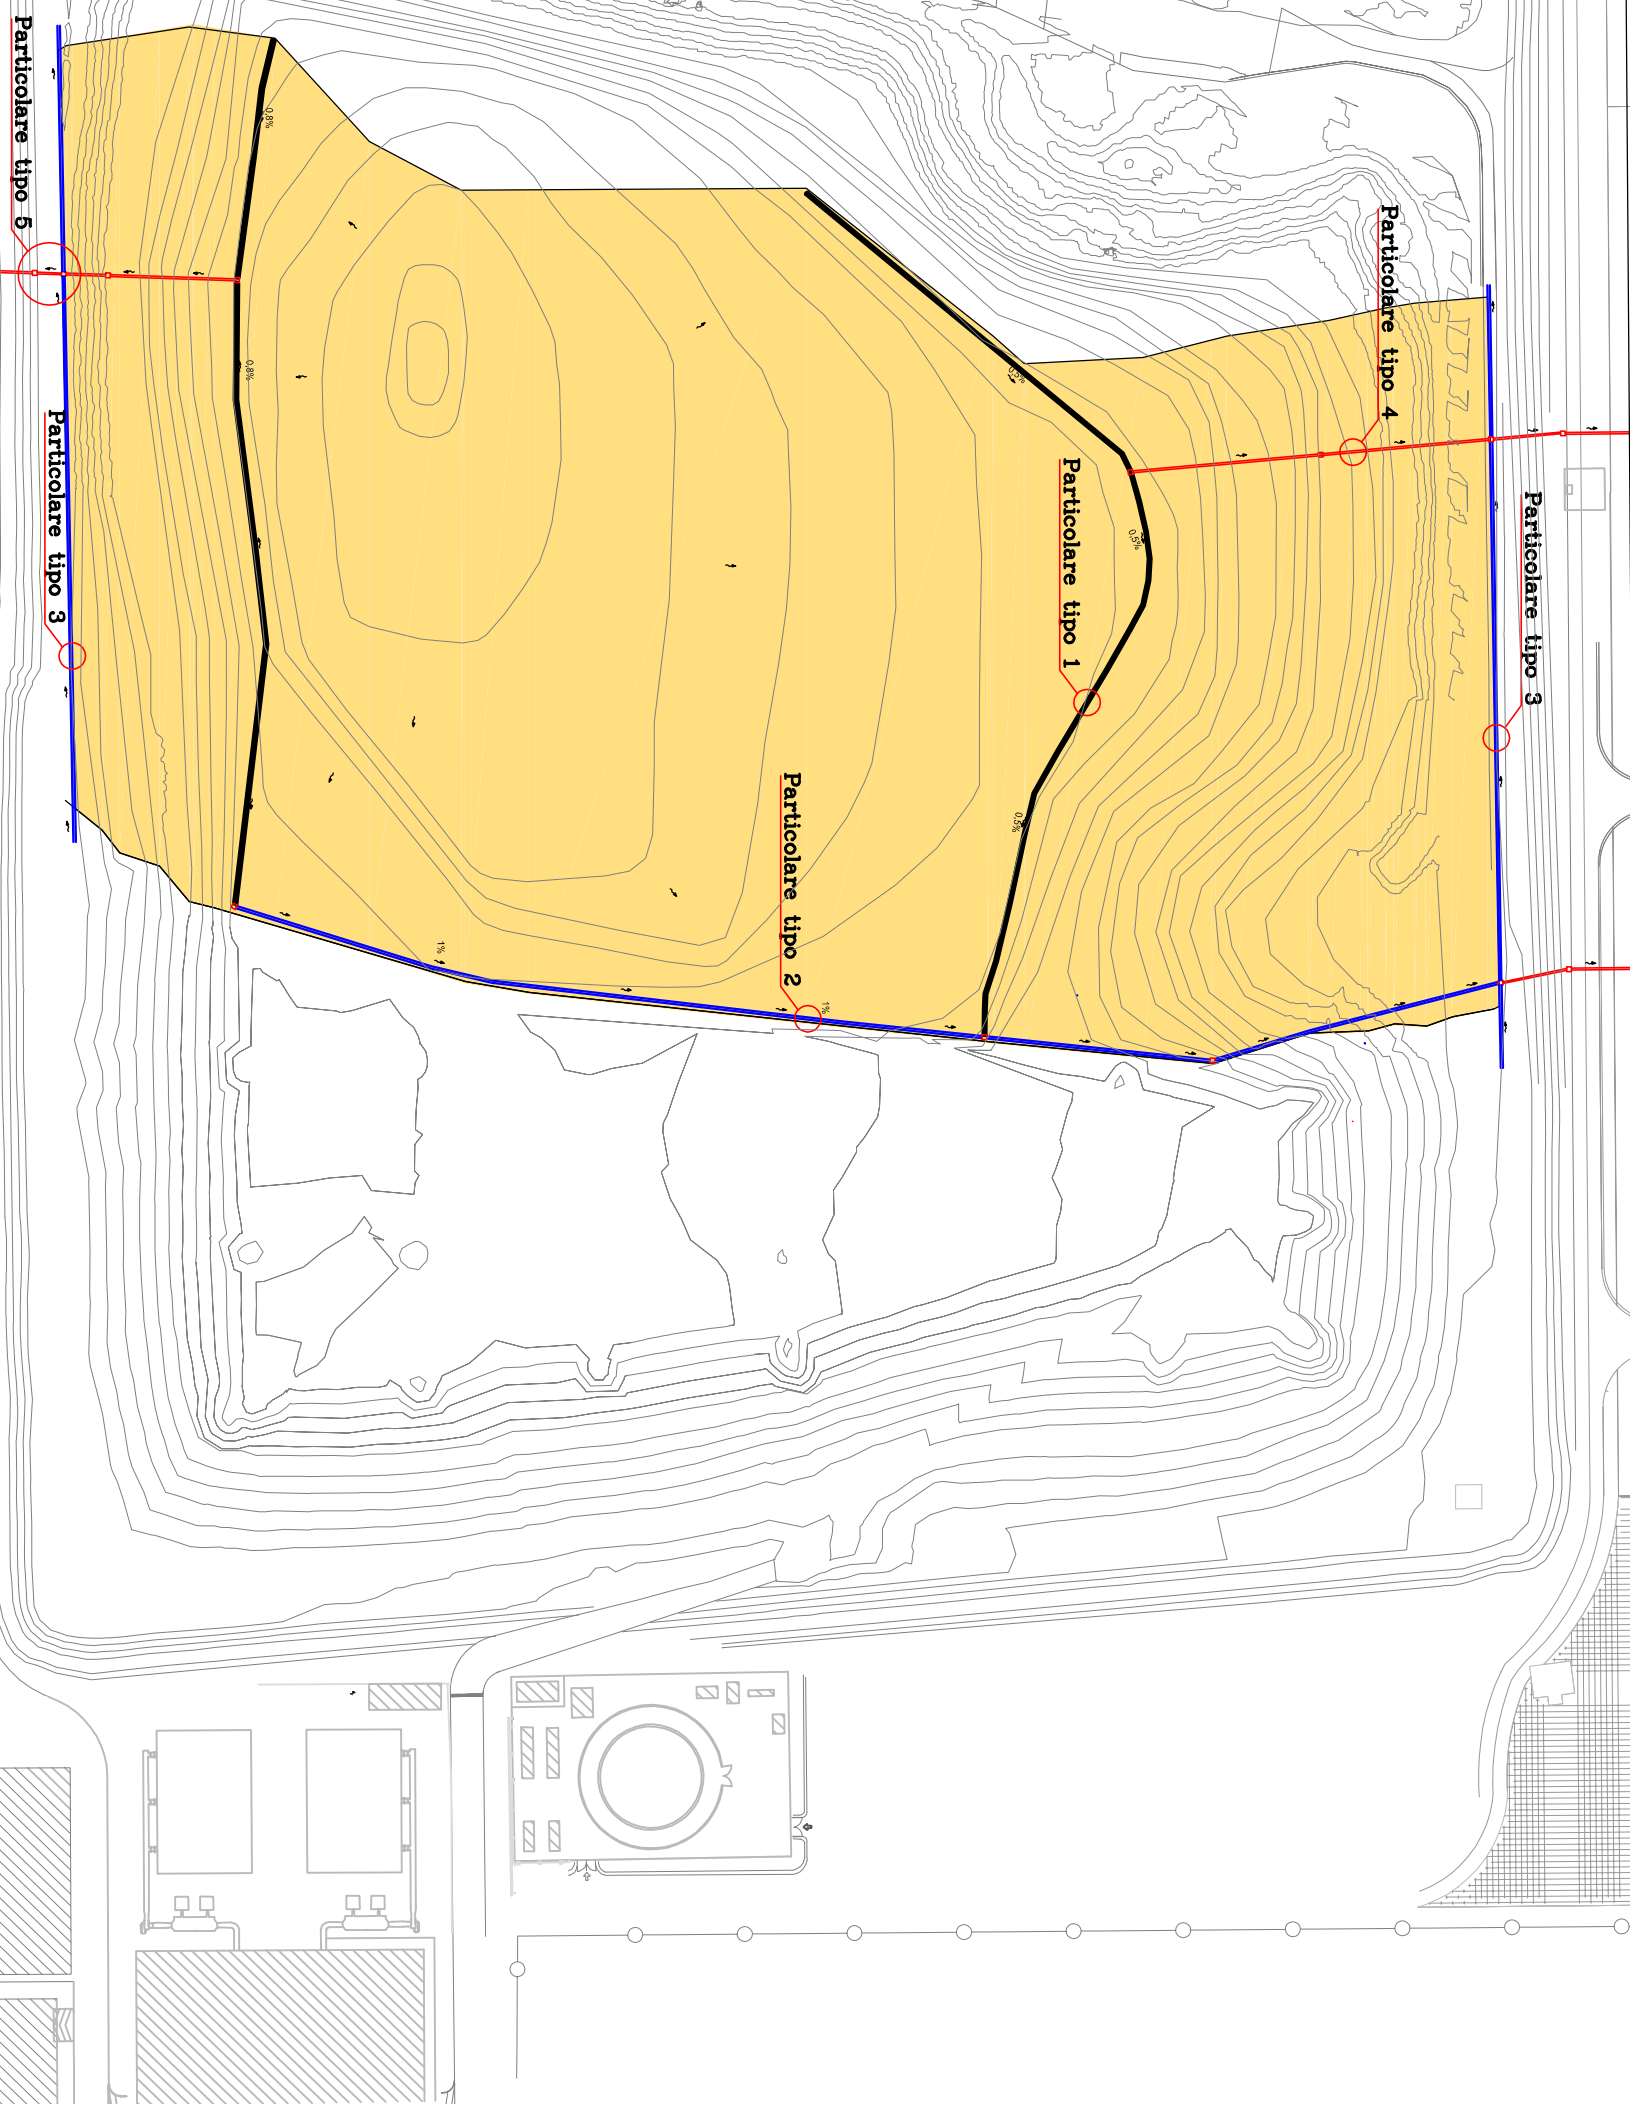 Particolare tipo 5
Particolare tipo 3
Particolare tipo 4
Particolare tipo 1
Particolare tipo 3
Particolare tipo 2
0,8%
0,8%
0,5%
0,5%
0,5%
1%
1%